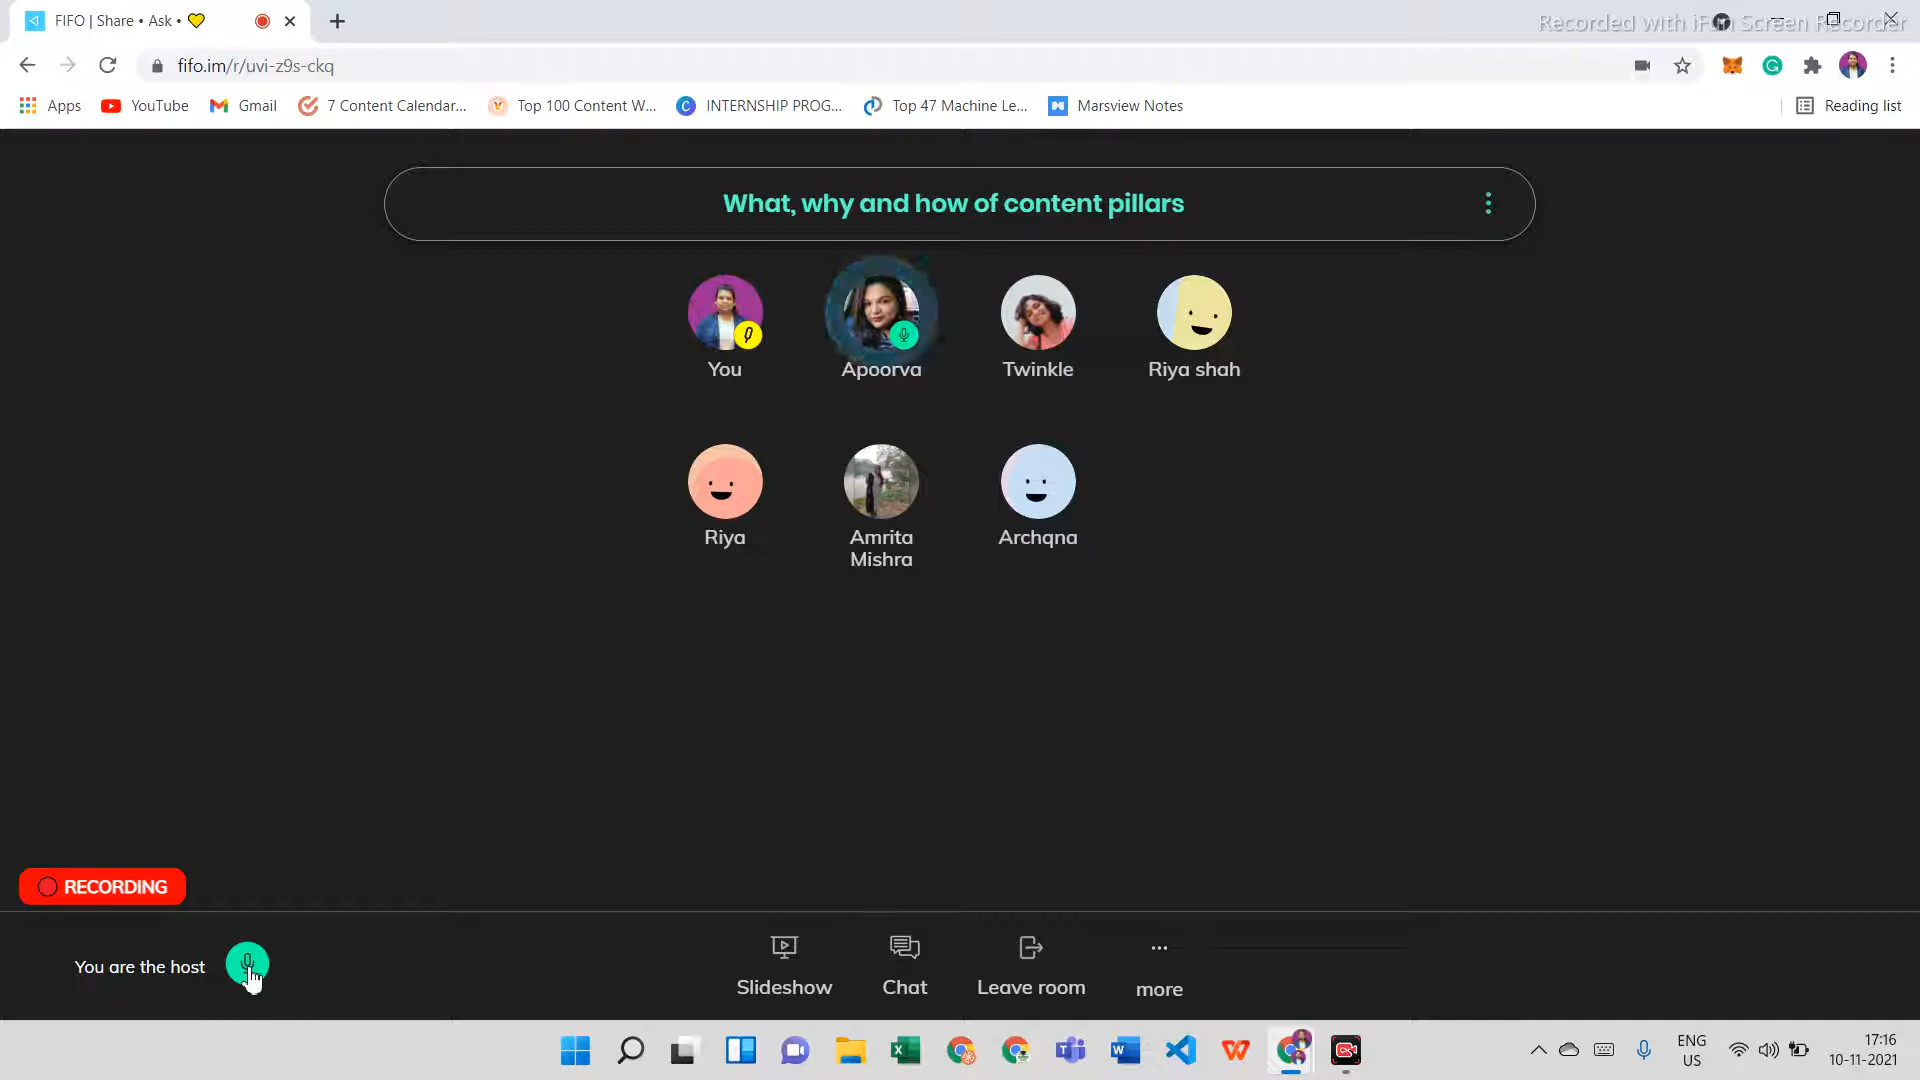 FIFO | Share • Ask • 💛
Recorded with iFun Screen Recorder
fifo.im/r/uvi-z9s-ckq
Apps
YouTube
Gmail
7 Content Calendar...
Top 100 Content W...
INTERNSHIP PROG...
Top 47 Machine Le...
Marsview Notes
Reading list
What, why and how of content pillars
You
Apoorva
Twinkle
Riya shah
Riya
Amrita
Mishra
Archqna
RECORDING
You are the host
Slideshow
Chat
Leave room
more
ENG
US
17:16
10-11-2021